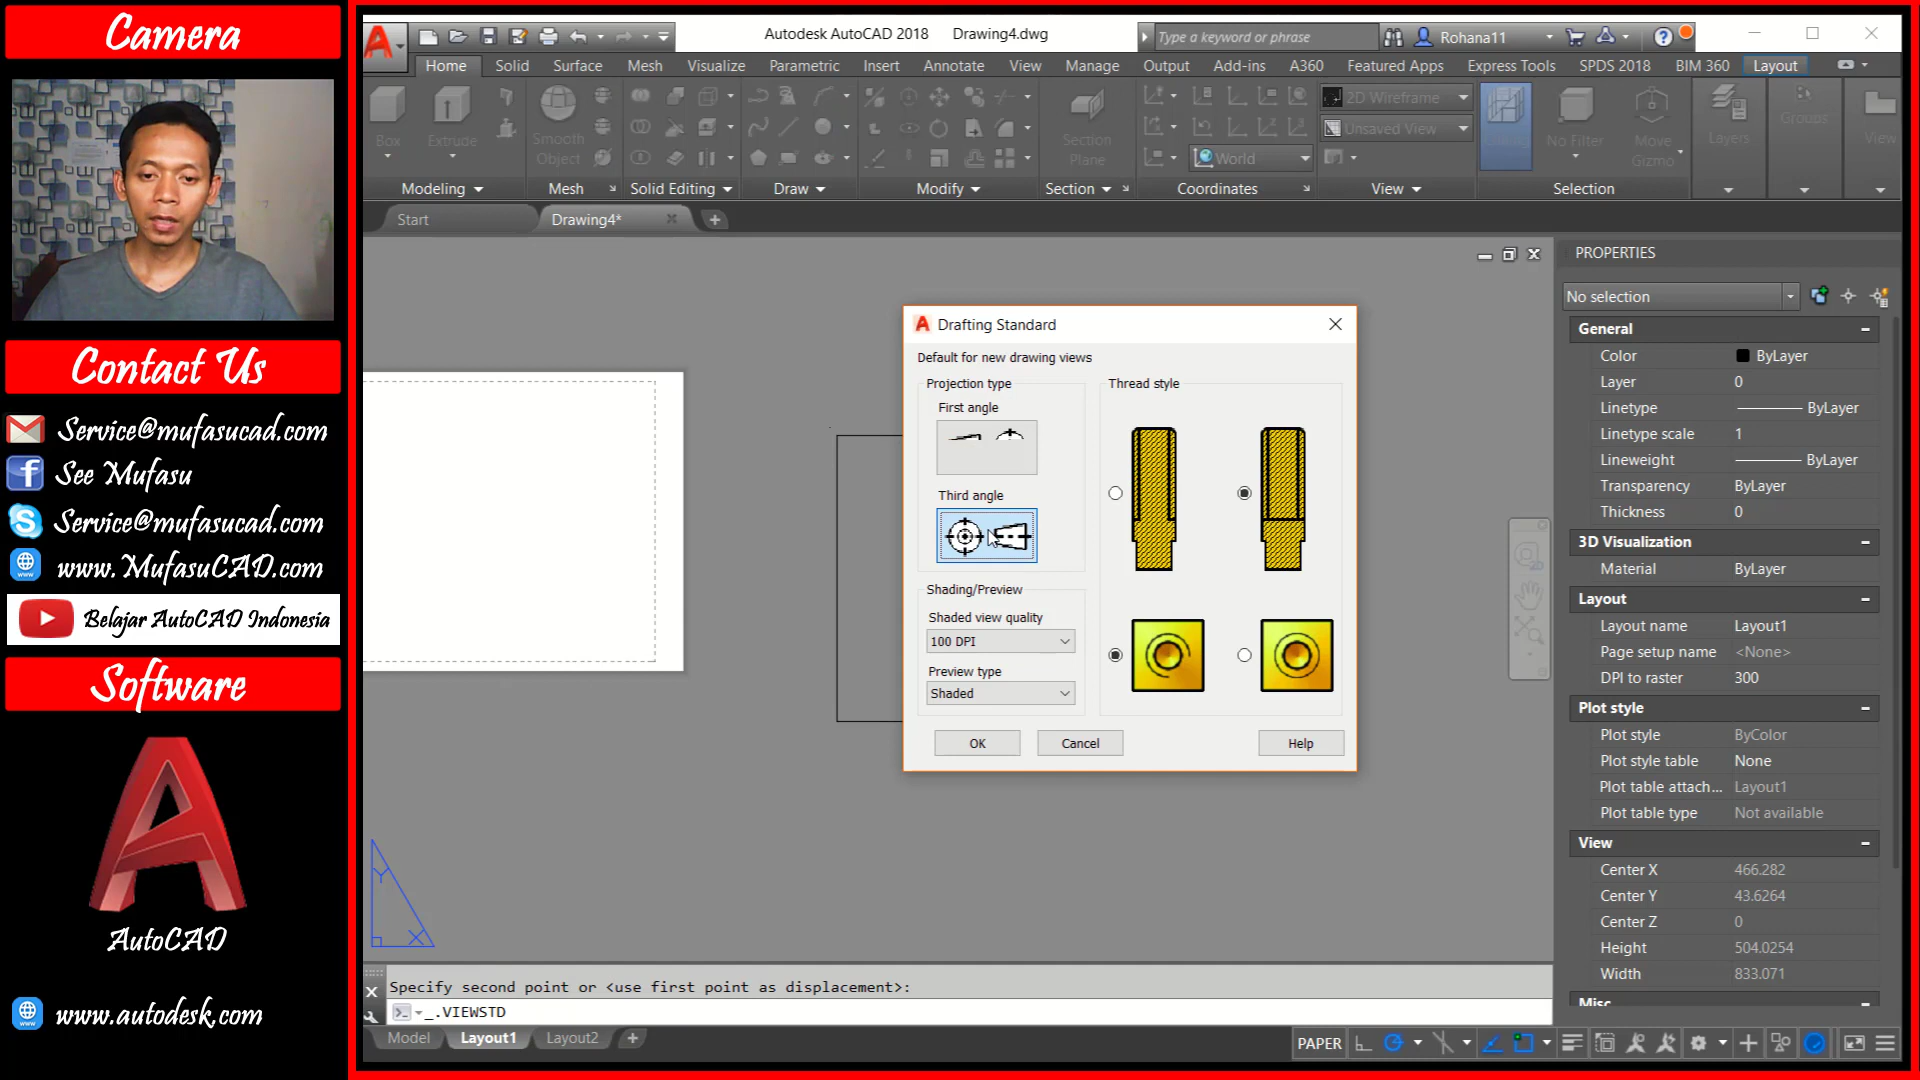 Camera
Contact Us
Service@mufasucad.com
See Mufasu
Service@mufasucad.com
www.MufasuCAD.com
Belajar AutoCAD Indonesia
Software
AutoCAD
www.autodesk.com
Autodesk AutoCAD 2018 Drawing4.dwg
Type a keyword or phrase
Rohana11
Home Solid Surface Mesh Visualize Parametric Insert Annotate View Manage Output Add-ins A360 Featured Apps Express Tools SPDS 2018 BIM 360 Layout
Box
Extrude
Smooth
Object
Section
Plane
World
2D Wireframe
Unsaved View
No Filter
Move
Gizmo
Layers
Groups
View
Modeling Mesh Solid Editing Draw Modify Section Coordinates View Selection
Start
Drawing4*
Drafting Standard
Default for new drawing views
Projection type
First angle
Third angle
Shading/Preview
Shaded view quality
100 DPI
Preview type
Shaded
Thread style
OK
Cancel
Help
PROPERTIES
No selection
General
Color ByLayer
Layer 0
Linetype ByLayer
Linetype scale 1
Lineweight ByLayer
Transparency ByLayer
Thickness 0
3D Visualization
Material ByLayer
Layout
Layout name Layout1
Page setup name <None>
DPI to raster 300
Plot style
Plot style ByColor
Plot style table None
Plot table attach... Layout1
Plot table type Not available
View
Center X 466.282
Center Y 43.6264
Center Z 0
Height 504.0254
Width 833.071
Misc
Y
X
Specify second point or <use first point as displacement>:
_.VIEWSTD
Model Layout1 Layout2
PAPER